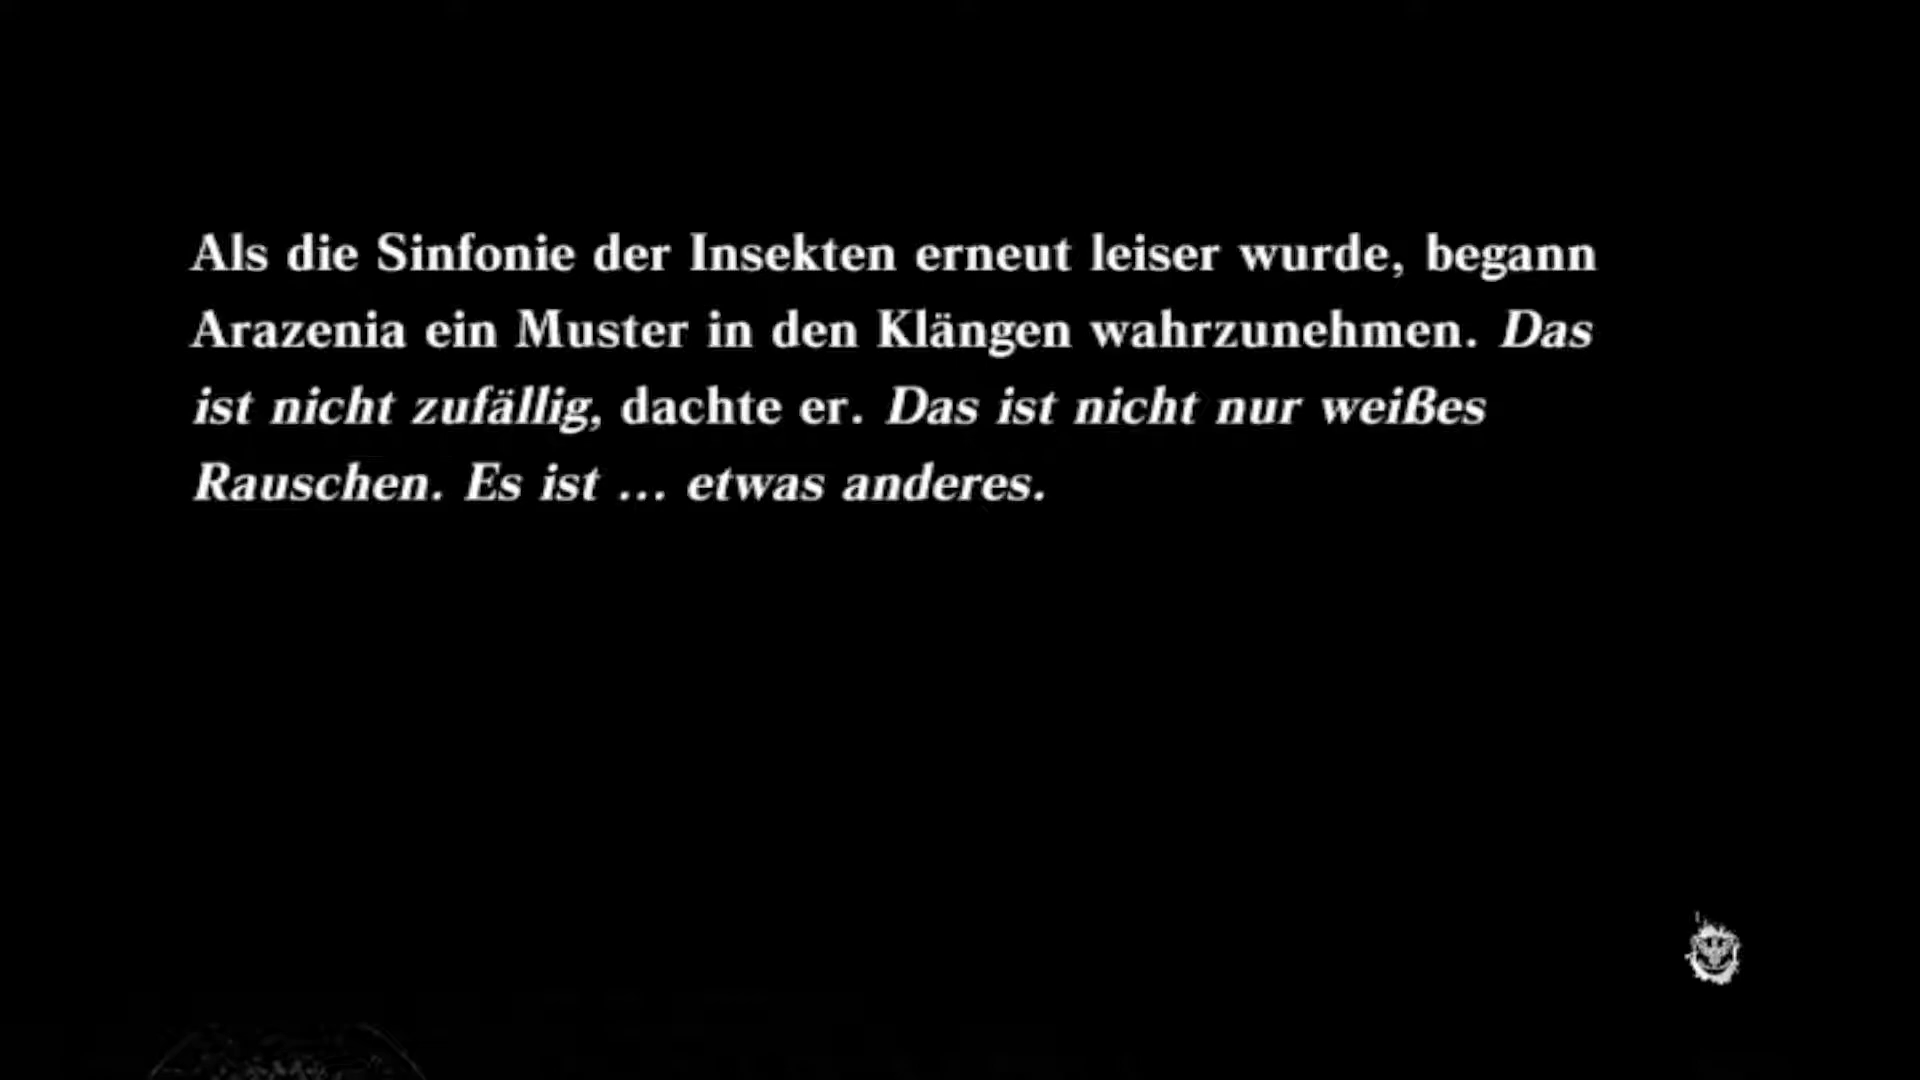 Als die Sinfonie der Insekten erneut leiser wurde, begann
Arazenia ein Muster in den Klängen wahrzunehmen. Das
ist nicht zufällig, dachte er. Das ist nicht nur weißes
Rauschen. Es ist … etwas anderes.